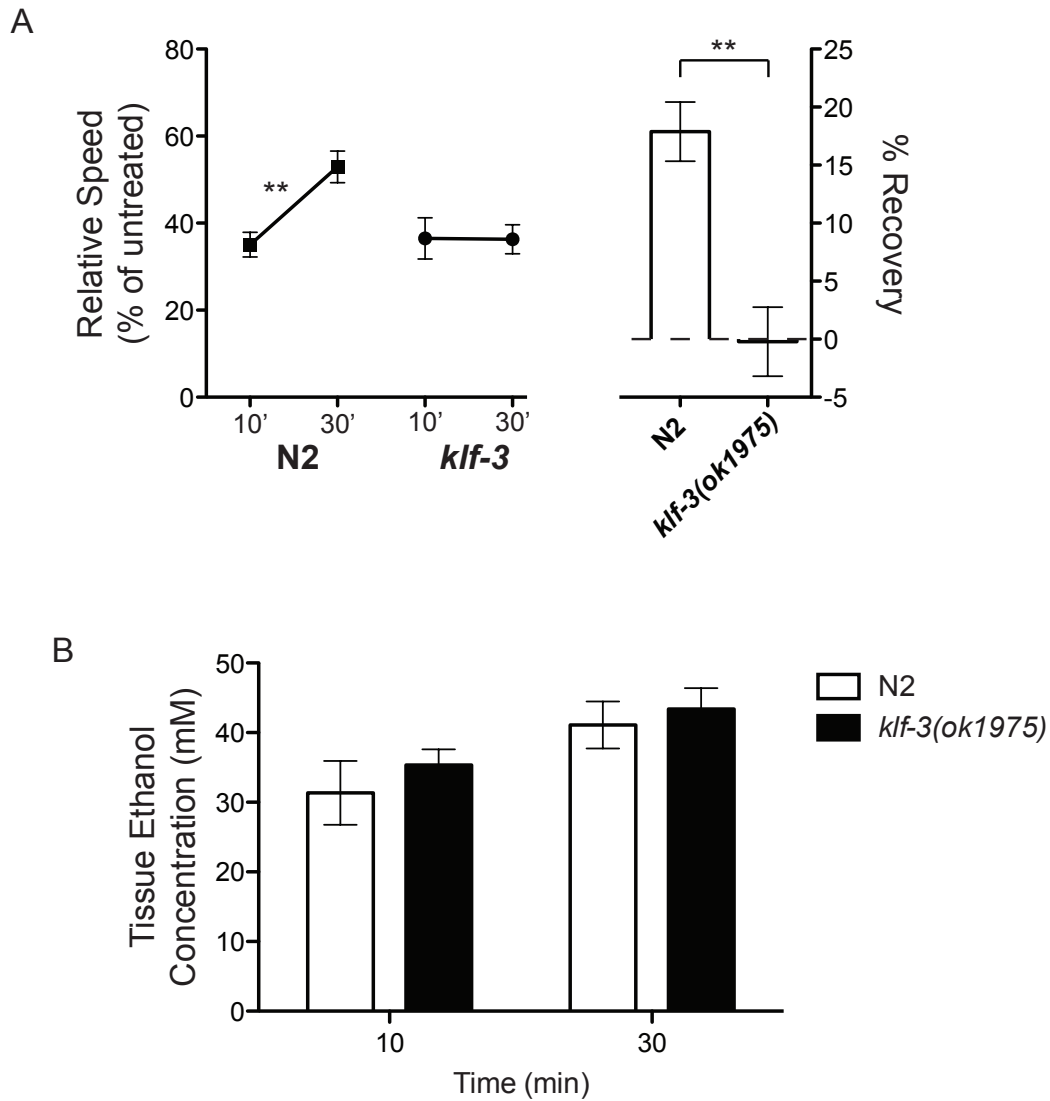 A
Relative Speed
(% of untreated)
80
60
40
20
0
**
10’
30’
10’
30’
N2
klf-3
**
25
20
15
10
5
0
-5
% Recovery
N2
klf-3(ok1975)
B
Tissue Ethanol
Concentration (mM)
50
40
30
20
10
0
10
30
Time (min)
N2
klf-3(ok1975)